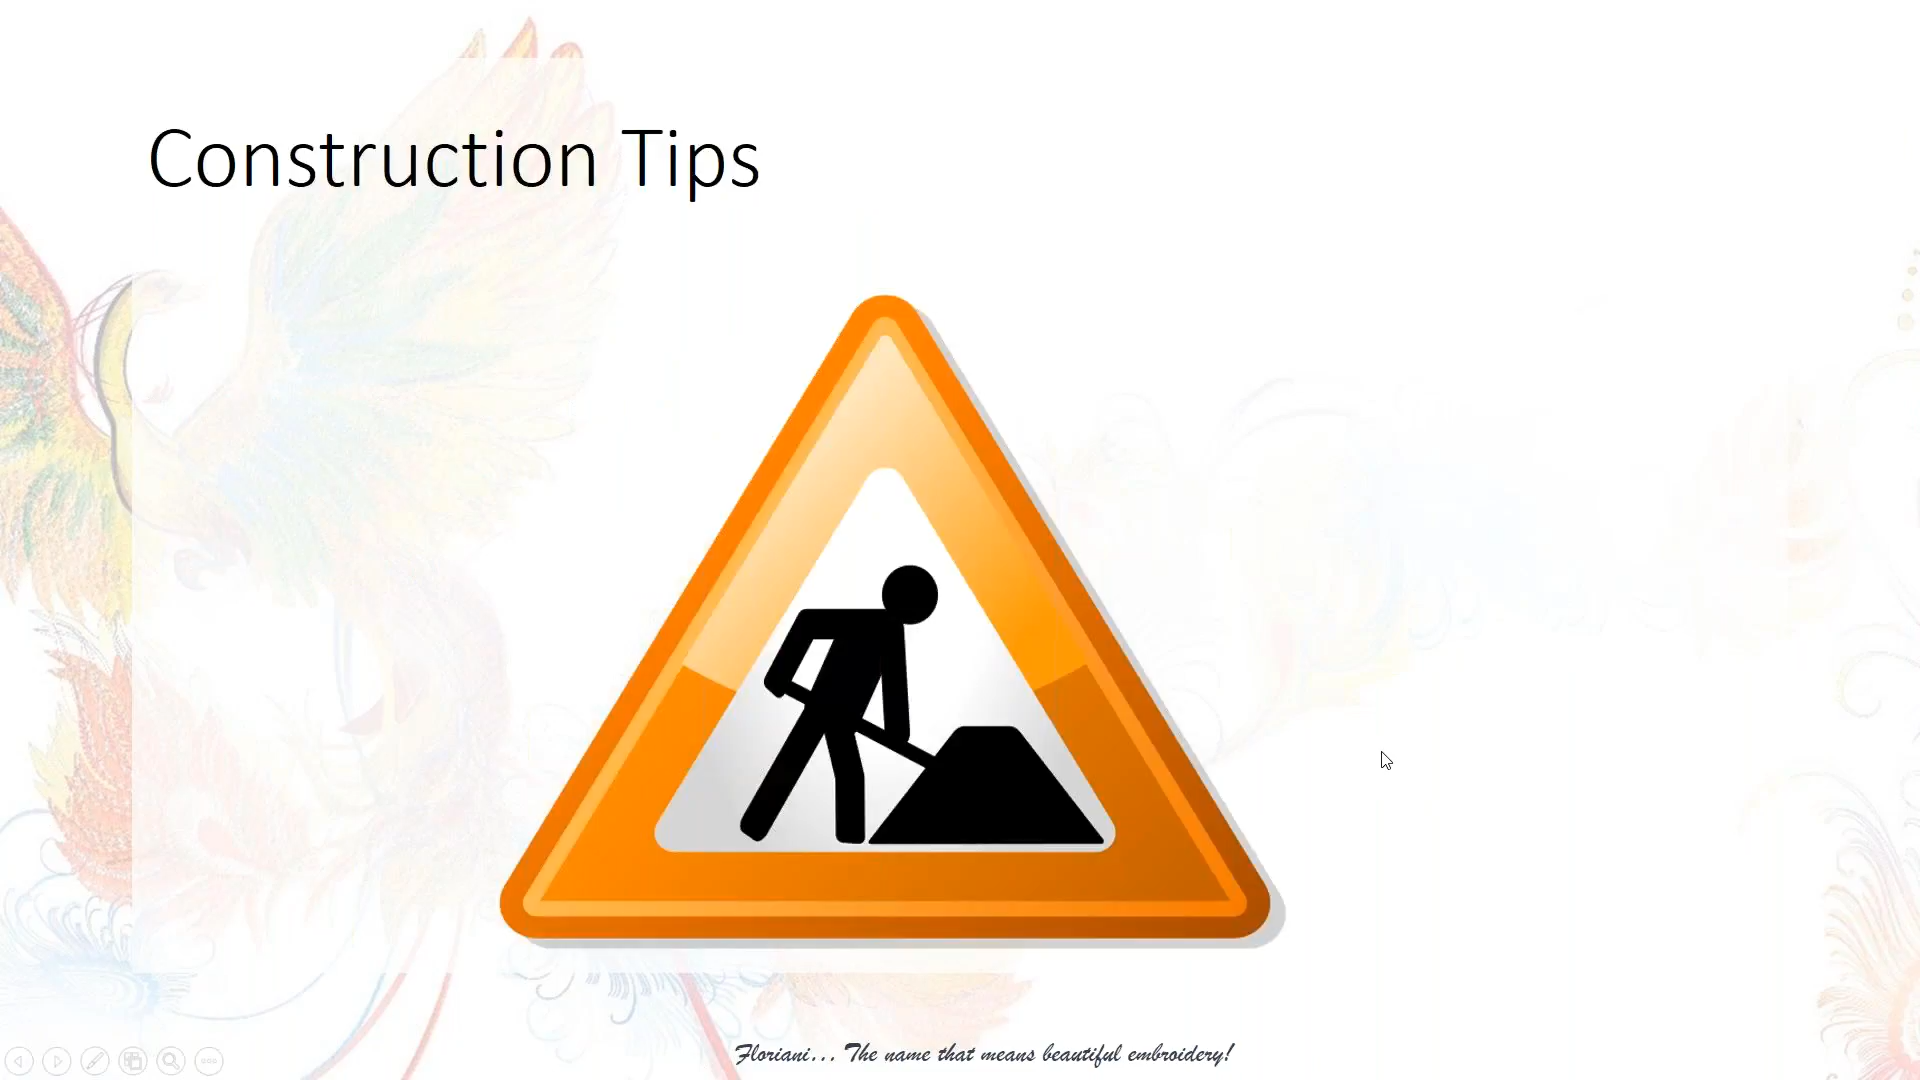 Construction Tips
Floriani... The name that means beautiful embroidery!